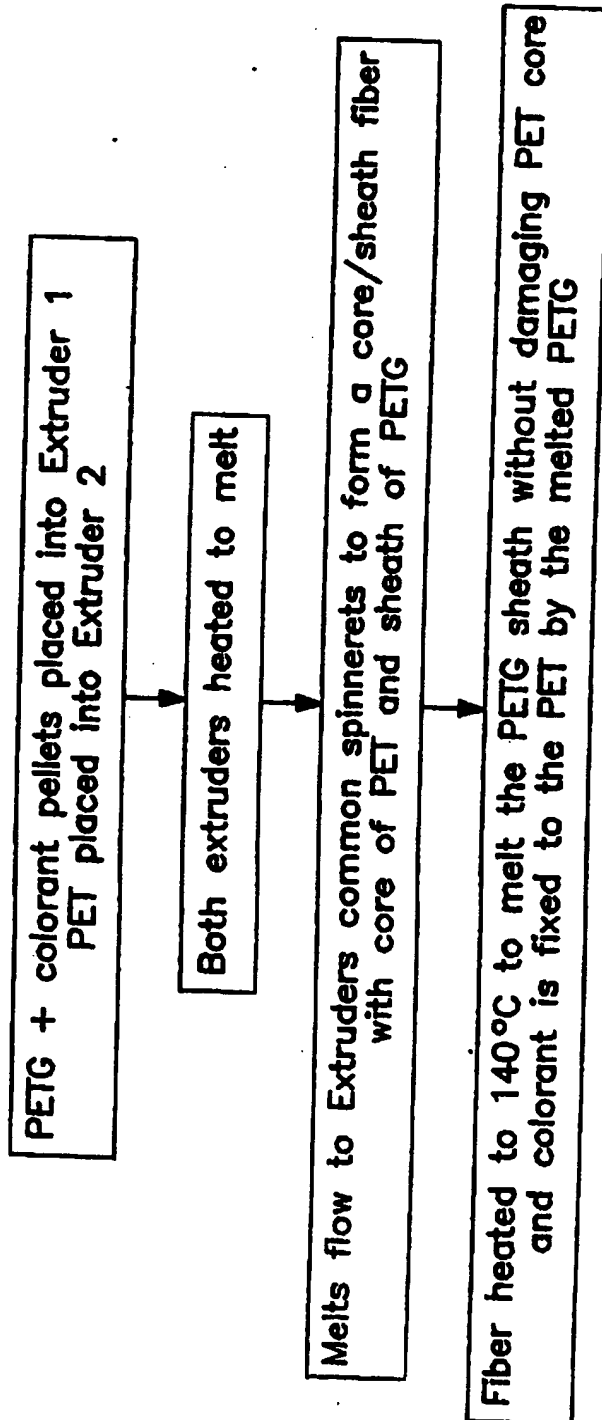 PETG + colorant pellets placed into Extruder 1
PET placed into Extruder 2
Both extruders heated to melt
Melts flow to Extruders common spinnerets to form a core/sheath fiber
with core of PET and sheath of PETG
Fiber heated to 140°C to melt the PETG sheath without damaging PET core
and colorant is fixed to the PET by the melted PETG